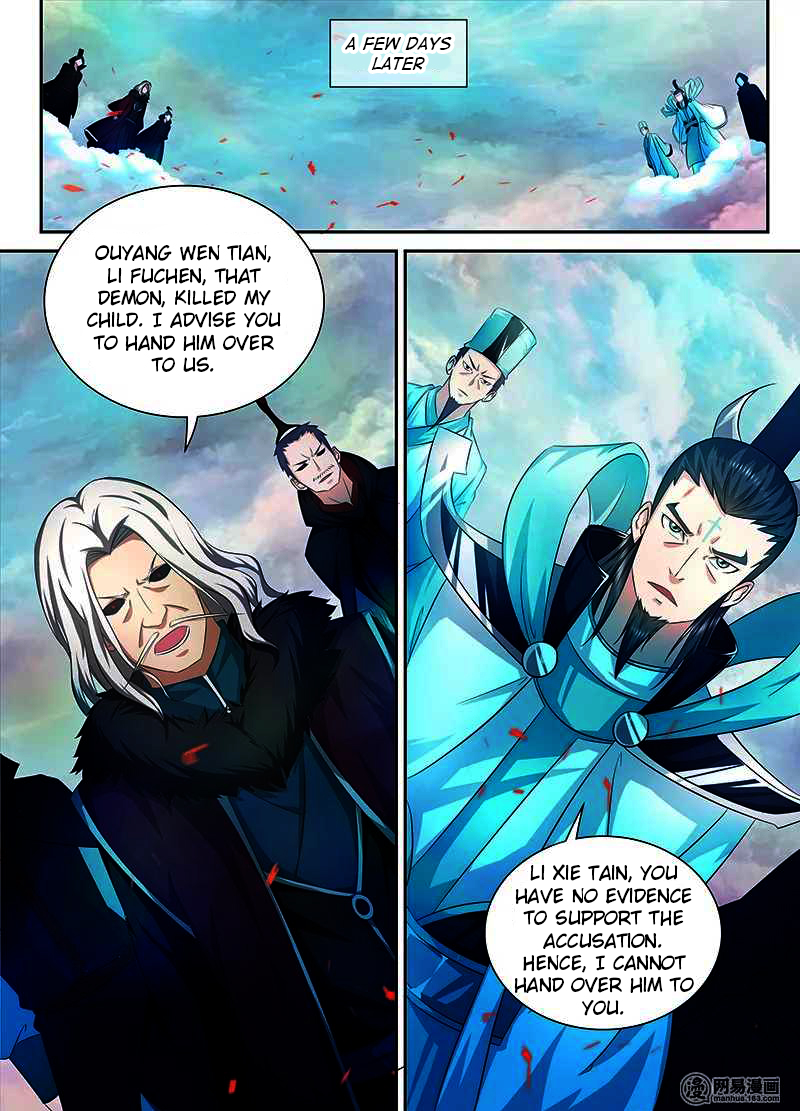 A FEW DAYS
LATER
OUYANG WEN TIAN,
LI FUCHEN, THAT
DEMON, KILLED MY
CHILD. I ADVISE YOU
TO HAND HIM OVER
TO US.
LI XIE TAIN, YOU
HAVE NO EVIDENCE
TO SUPPORT THE
ACCUSATION.
HENCE, I CANNOT
HAND OVER HIM TO
YOU.
网易漫画
manhua.163.com